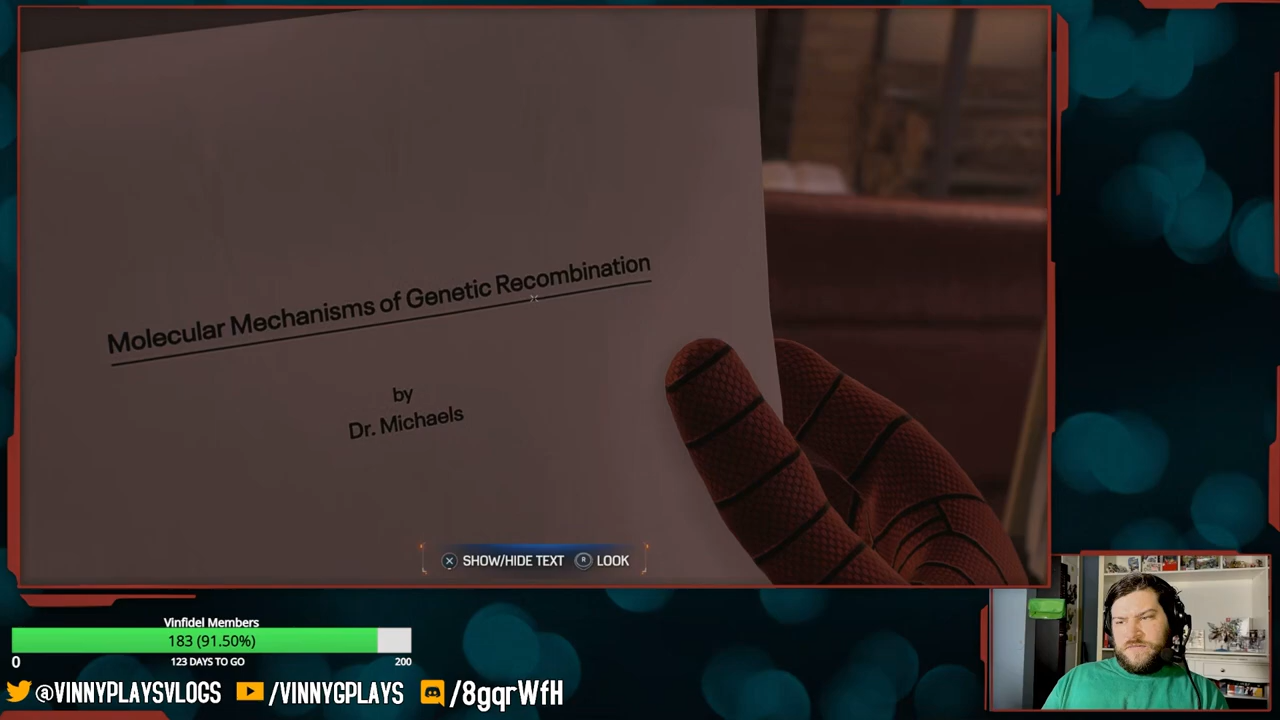 Molecular Mechanisms of Genetic Recombination
by
Dr. Michaels
SHOW/HIDE TEXT R LOOK
Vinfidel Members
183 (91.50%)
0 123 DAYS TO GO 200
@VINNYPLAYSVLOGS /VINNYGPLAYS /8gqrWfH